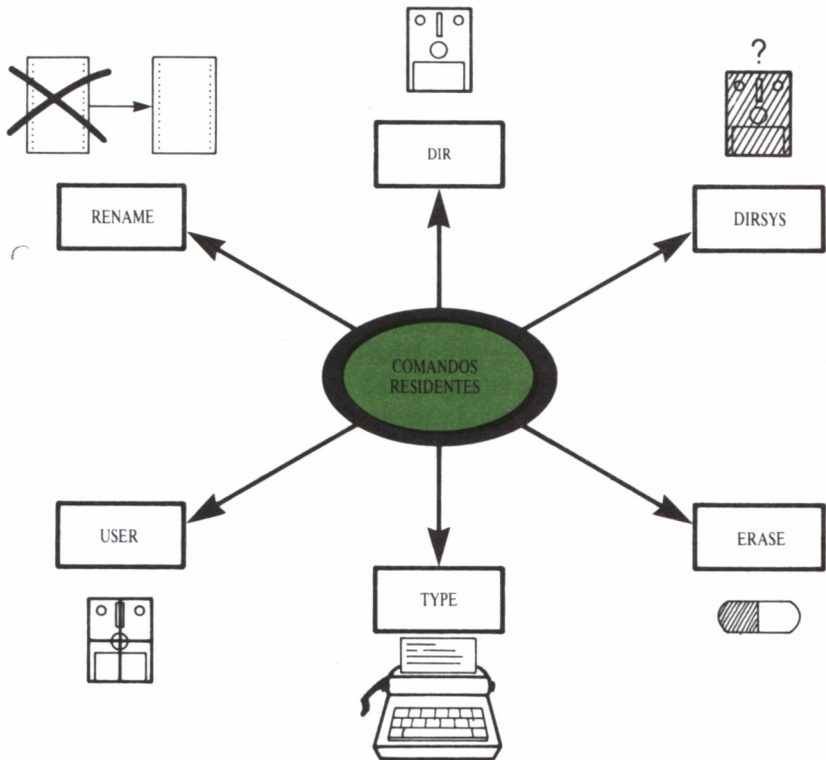 ?
DIR
RENAME
DIRSYS
COMANDOS
RESIDENTES
USER
ERASE
TYPE